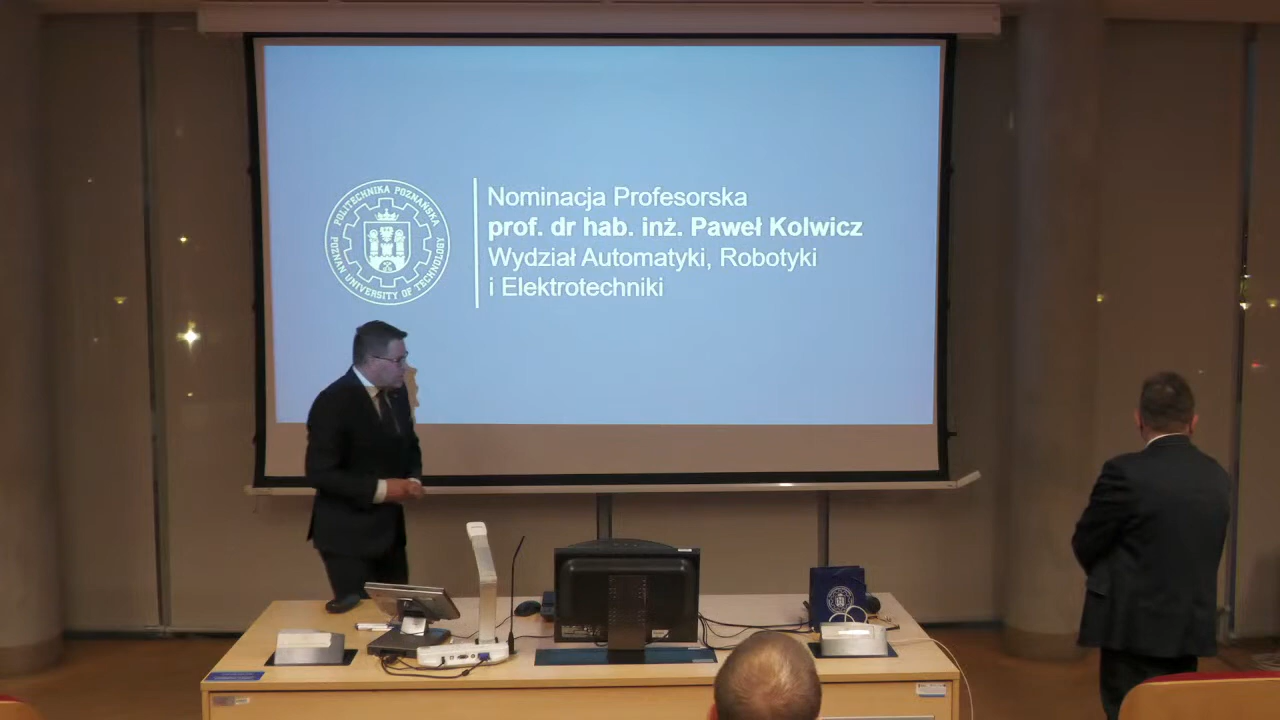 POLITECHNIKA POZNAŃSKA
POZNAN UNIVERSITY OF TECHNOLOGY
Nominacja Profesorska
prof. dr hab. inż. Paweł Kolwicz
Wydział Automatyki, Robotyki
i Elektrotechniki